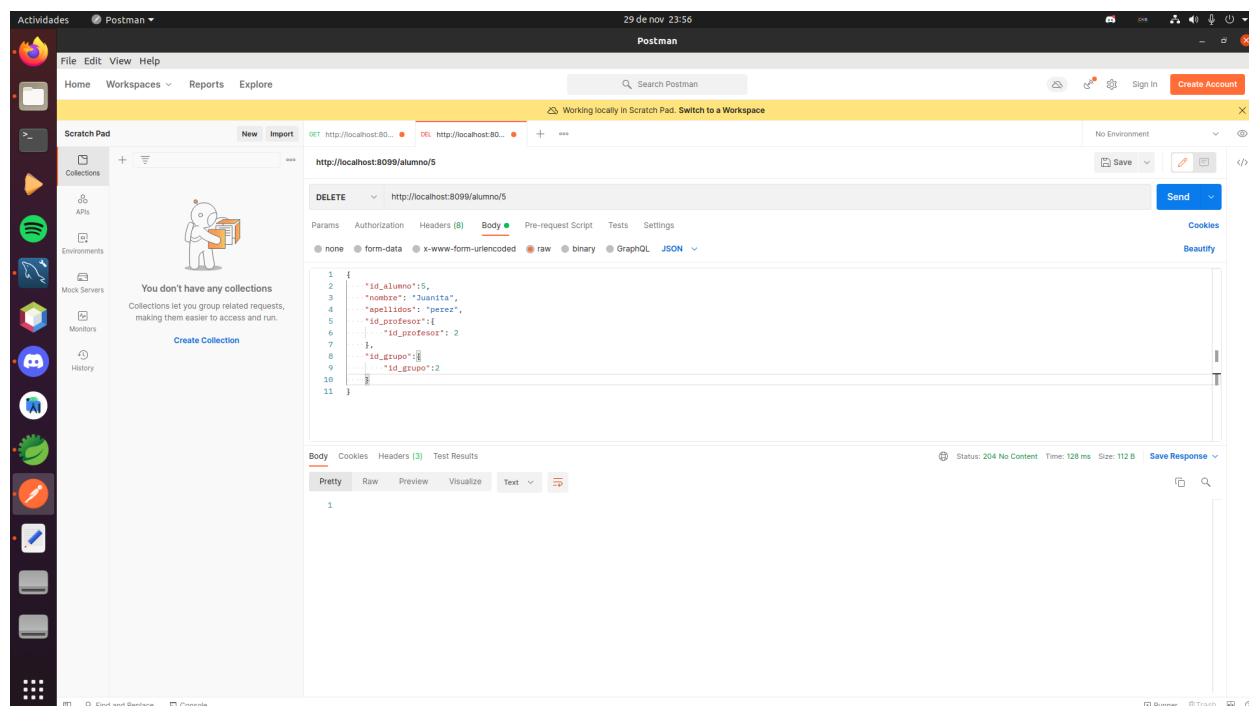 Actividades Postman 29 de nov 23:56
Postman
File Edit View Help
Home Workspaces Reports Explore Search Postman Sign In Create Account
Working locally in Scratch Pad. Switch to a Workspace
Scratch Pad New Import GET http://localhost:80... DEL http://localhost:80... + ooo No Environment
Collections
APIs
Environments
Mock Servers
Monitors
History
You don't have any collections
Collections let you group related requests,
making them easier to access and run.
Create Collection
http://localhost:8099/alumno/5 Save
DELETE http://localhost:8099/alumno/5 Send
Params Authorization Headers (8) Body Pre-request Script Tests Settings Cookies
none form-data x-www-form-urlencoded raw binary GraphQL JSON Beautify
1 {
2 "id_alumno":5,
3 "nombre": "Juanita",
4 "apellidos": "perez",
5 "id_profesor":{
6 "id_profesor": 2
7 },
8 "id_grupo":{
9 "id_grupo":2
10 }
11 }
Body Cookies Headers (3) Test Results Status: 204 No Content Time: 128 ms Size: 112 B Save Response
Pretty Raw Preview Visualize Text
1
Find and Replace Console Runner Trash